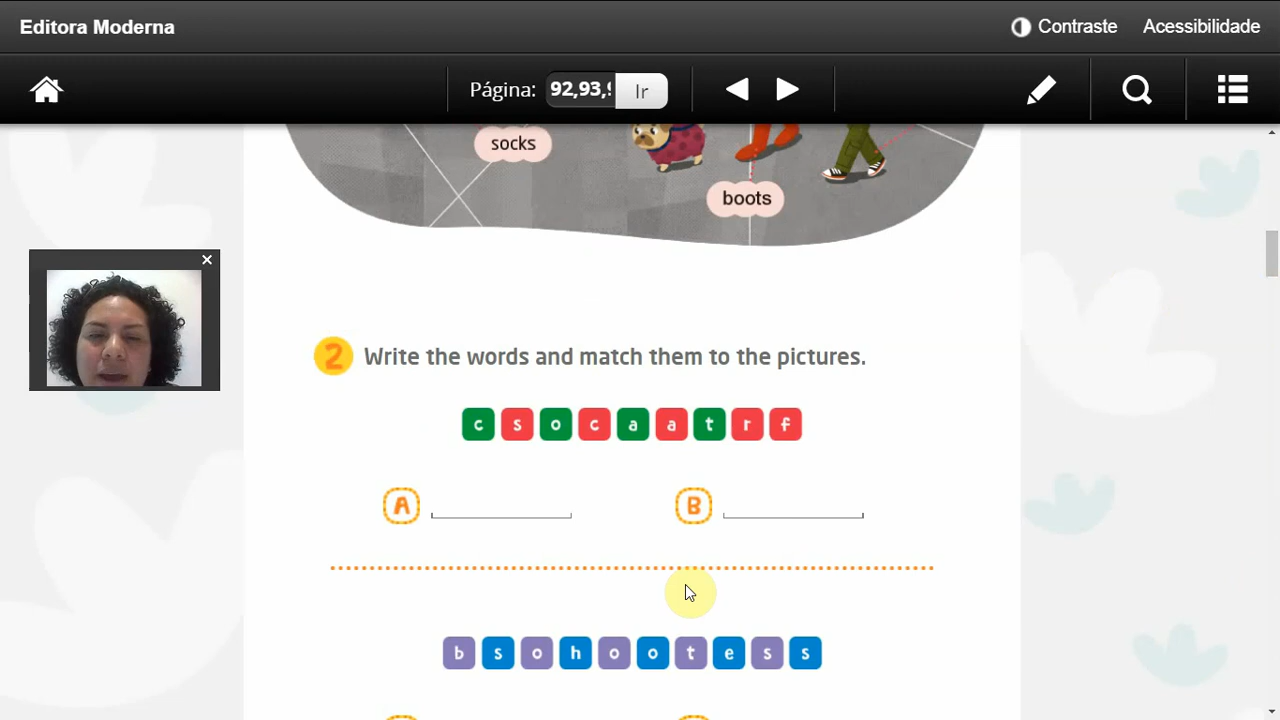 Editora Moderna
Contraste Acessibilidade
Página: 92,93,9 Ir
socks
boots
2 Write the words and match them to the pictures.
c s o c a a t r f
A B
b s o h o o t e s s